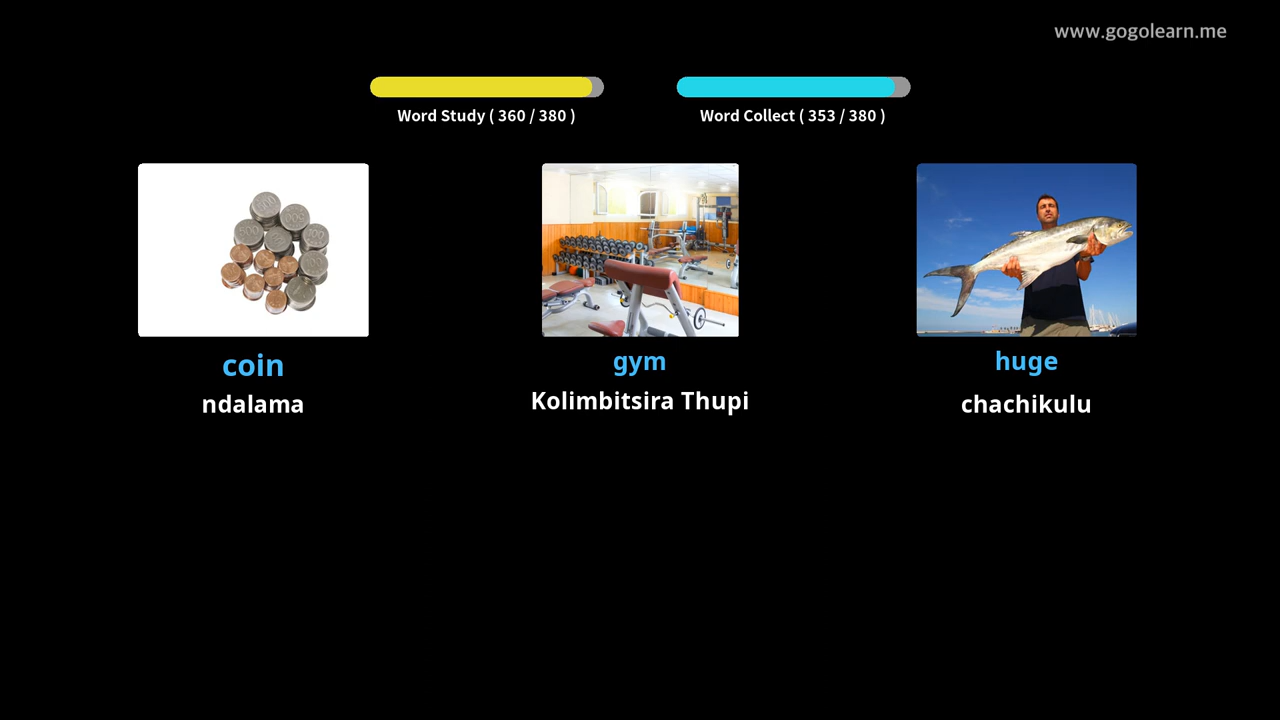 www.gogolearn.me
Word Study ( 360 / 380 )
Word Collect ( 353 / 380 )
coin
ndalama
gym
Kolimbitsira Thupi
huge
chachikulu